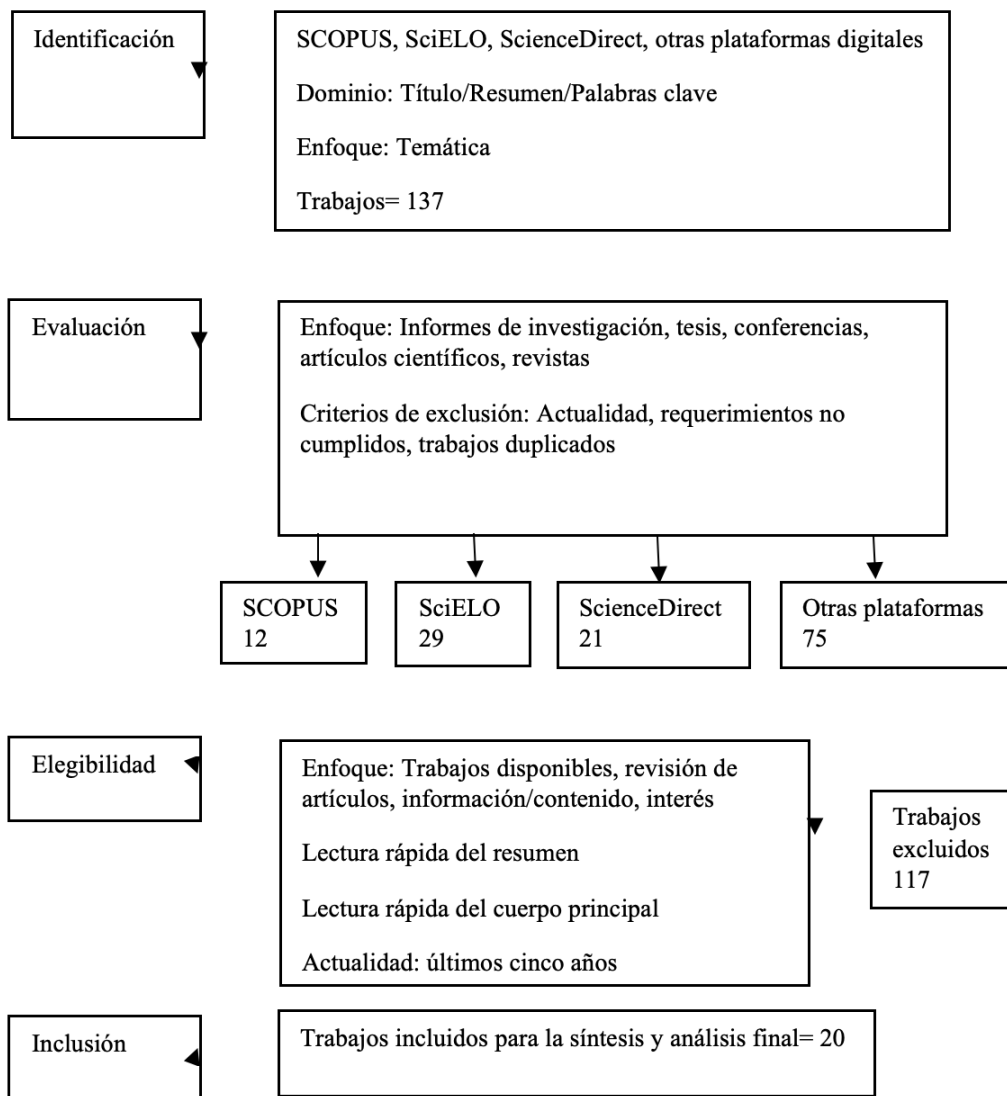 Identificación
SCOPUS, SciELO, ScienceDirect, otras plataformas digitales
Dominio: Título/Resumen/Palabras clave
Enfoque: Temática
Trabajos= 137
Evaluación
Enfoque: Informes de investigación, tesis, conferencias,
artículos científicos, revistas
Criterios de exclusión: Actualidad, requerimientos no
cumplidos, trabajos duplicados
SCOPUS
12
SciELO
29
ScienceDirect
21
Otras plataformas
75
Elegibilidad
Enfoque: Trabajos disponibles, revisión de
artículos, información/contenido, interés
Lectura rápida del resumen
Lectura rápida del cuerpo principal
Actualidad: últimos cinco años
Trabajos
excluidos
117
Inclusión
Trabajos incluidos para la síntesis y análisis final= 20